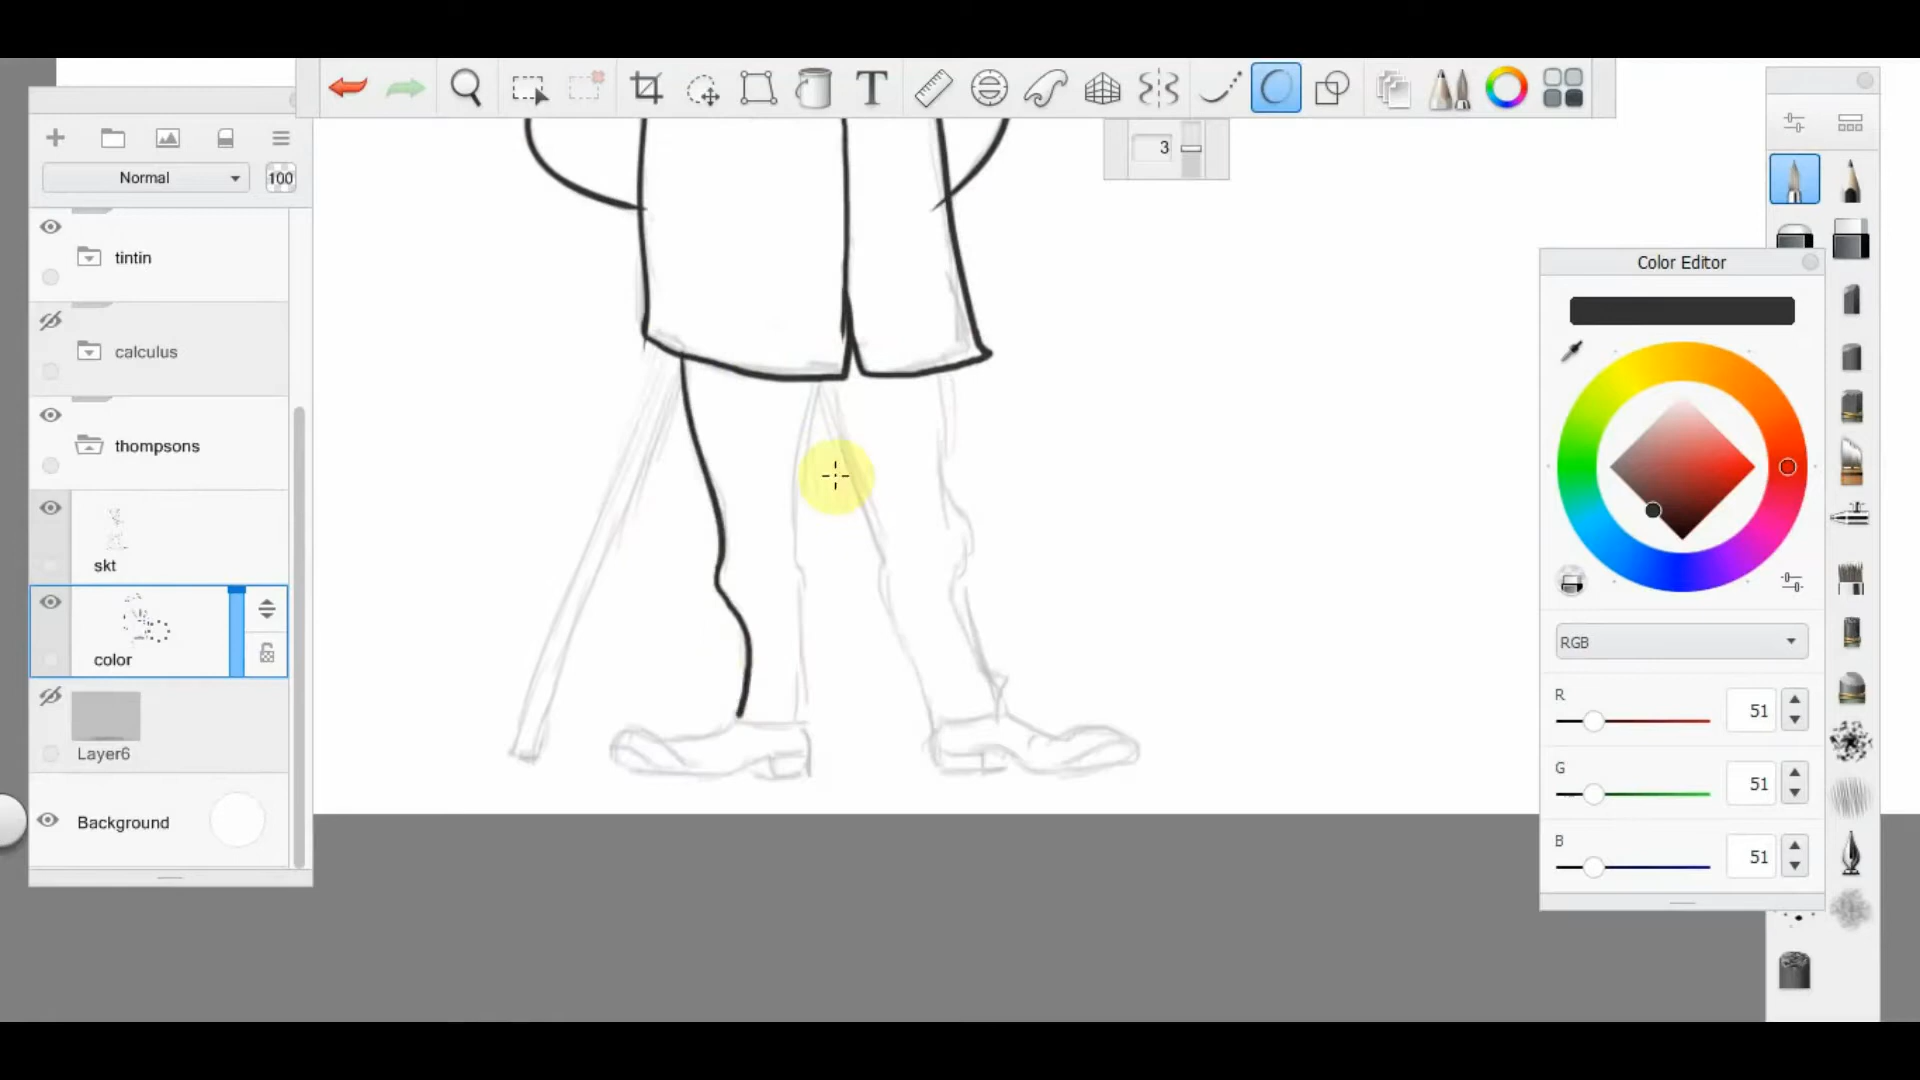 T
3
Normal
100
tintin
calculus
thompsons
skt
color
Layer6
Background
Color Editor
RGB
R
51
G
51
B
51